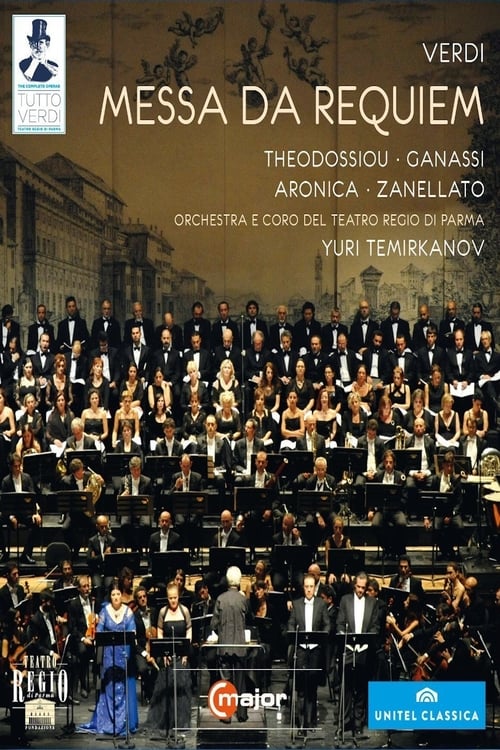 VERDI
MESSA DA REQUIEM
THEODOSSIOU · GANASSI
ARONICA · ZANELLATO
ORCHESTRA E CORO DEL TEATRO REGIO DI PARMA
YURI TEMIRKANOV
THE COMPLETE OPERAS
TUTTO
VERDI
TEATRO REGIO DI PARMA
TEATRO
REGIO
di Parma
FONDAZIONE
C major
UNITEL CLASSICA